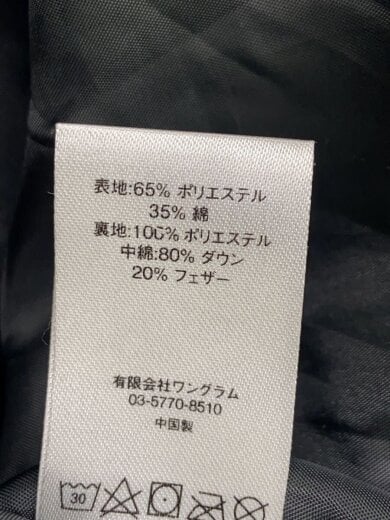 表地:65% ポリエステル
35% 綿
裏地:100% ポリエステル
中綿:80% ダウン
20% フェザー
有限会社ワングラム
03-5770-8510
中国製
30